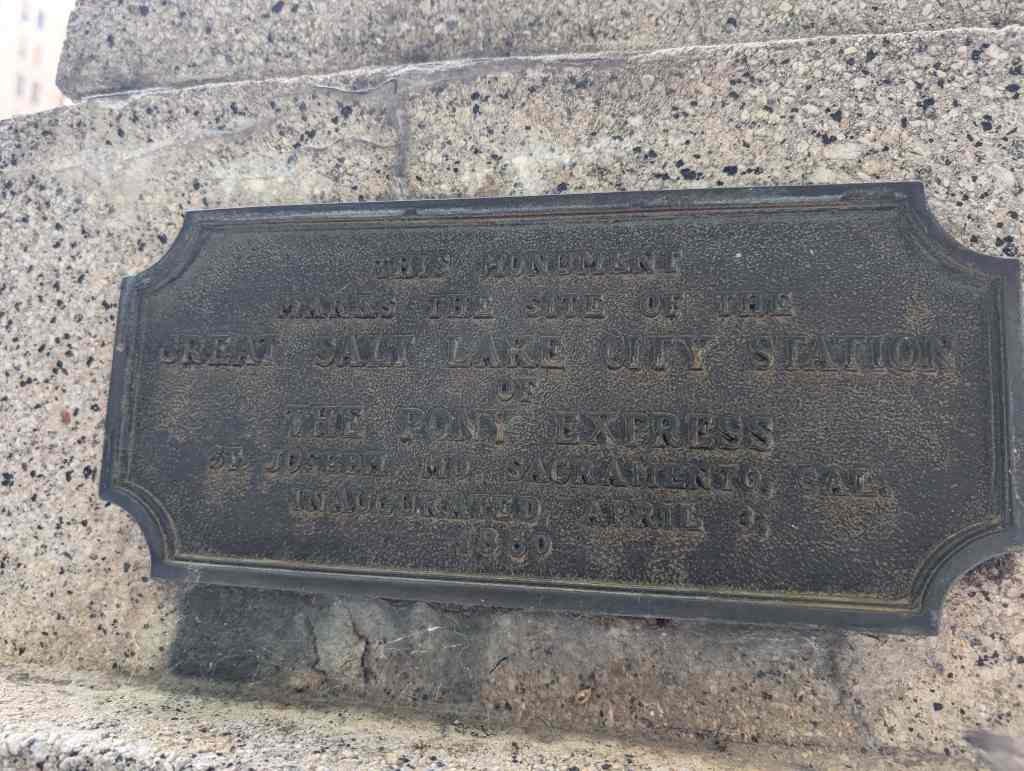 THIS MONUMENT
MARKS THE SITE OF THE
GREAT SALT LAKE CITY STATION
OF
THE PONY EXPRESS
ST. JOSEPH, MO. SACRAMENTO, CAL.
INAUGURATED, APRIL 3,
1860